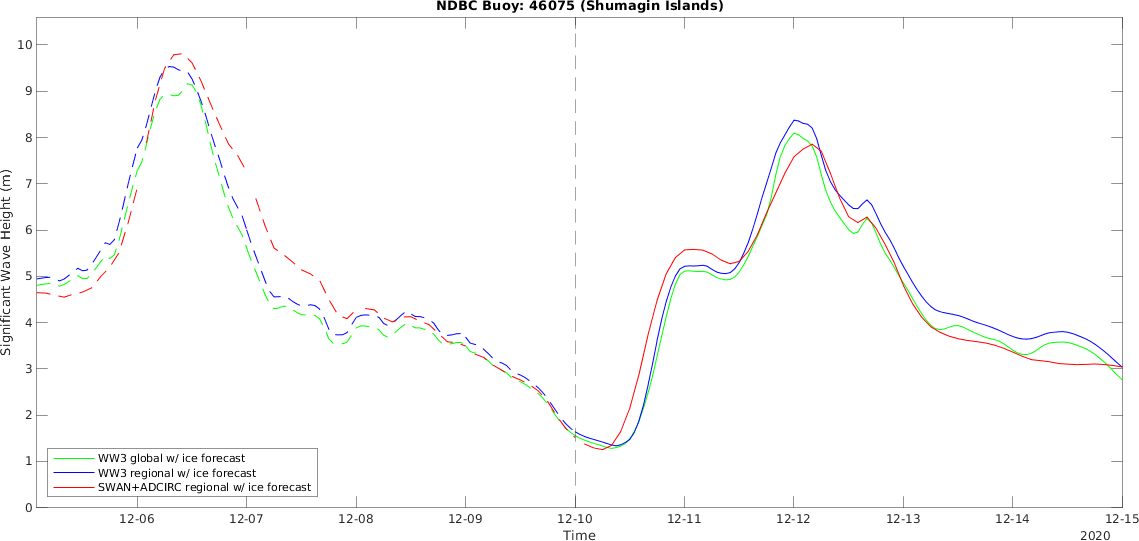 NDBC Buoy: 46075 (Shumagin Islands)
10
9
8
7
6
5
4
3
2
1
0
Significant Wave Height (m)
WW3 global w/ ice forecast
WW3 regional w/ ice forecast
SWAN+ADCIRC regional w/ ice forecast
12-06 12-07 12-08 12-09 12-10 12-11 12-12 12-13 12-14 12-15
Time
2020